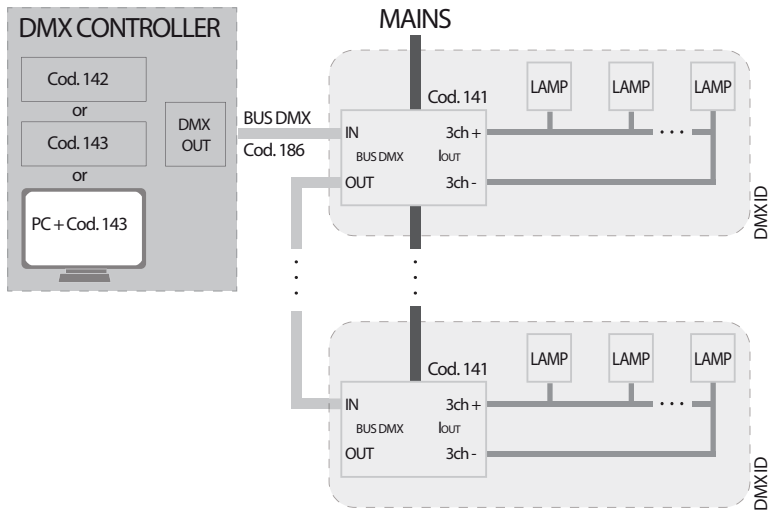 DMX CONTROLLER
Cod. 142
or
Cod. 143
or
PC + Cod. 143
DMX
OUT
BUS DMX
Cod. 186
MAINS
Cod. 141
IN
3ch +
BUS DMX
IOUT
OUT
3ch -
LAMP
LAMP
LAMP
DMX ID
Cod. 141
IN
3ch +
BUS DMX
IOUT
OUT
3ch -
LAMP
LAMP
LAMP
DMX ID